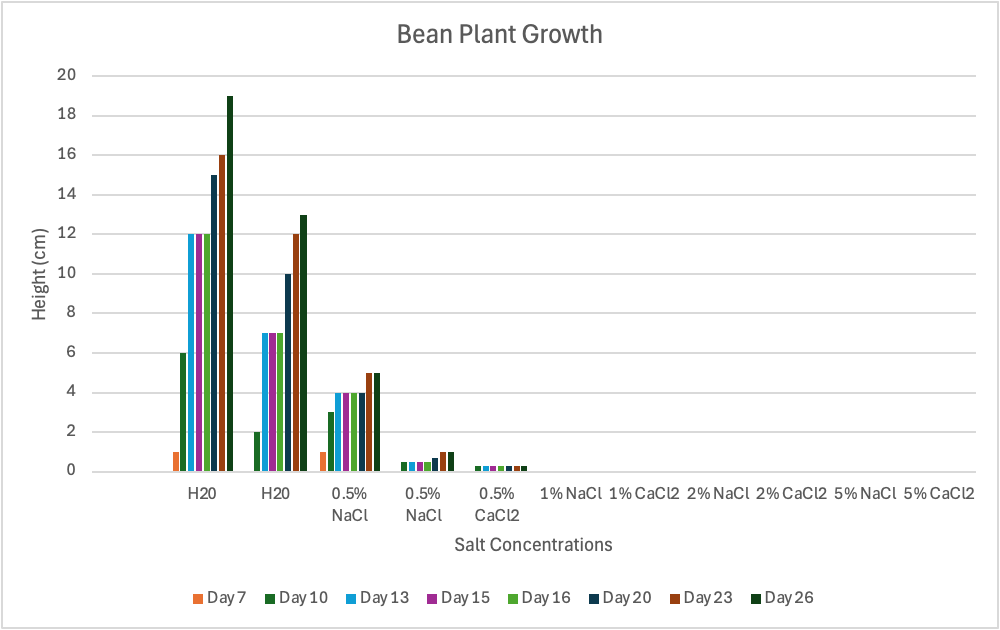 Bean Plant Growth
20
18
16
14
12
10
8
6
4
2
0
Height (cm)
H20 H20 0.5% NaCl 0.5% NaCl 0.5% CaCl2 1% NaCl 1% CaCl2 2% NaCl 2% CaCl2 5% NaCl 5% CaCl2
Salt Concentrations
Day 7 Day 10 Day 13 Day 15 Day 16 Day 20 Day 23 Day 26